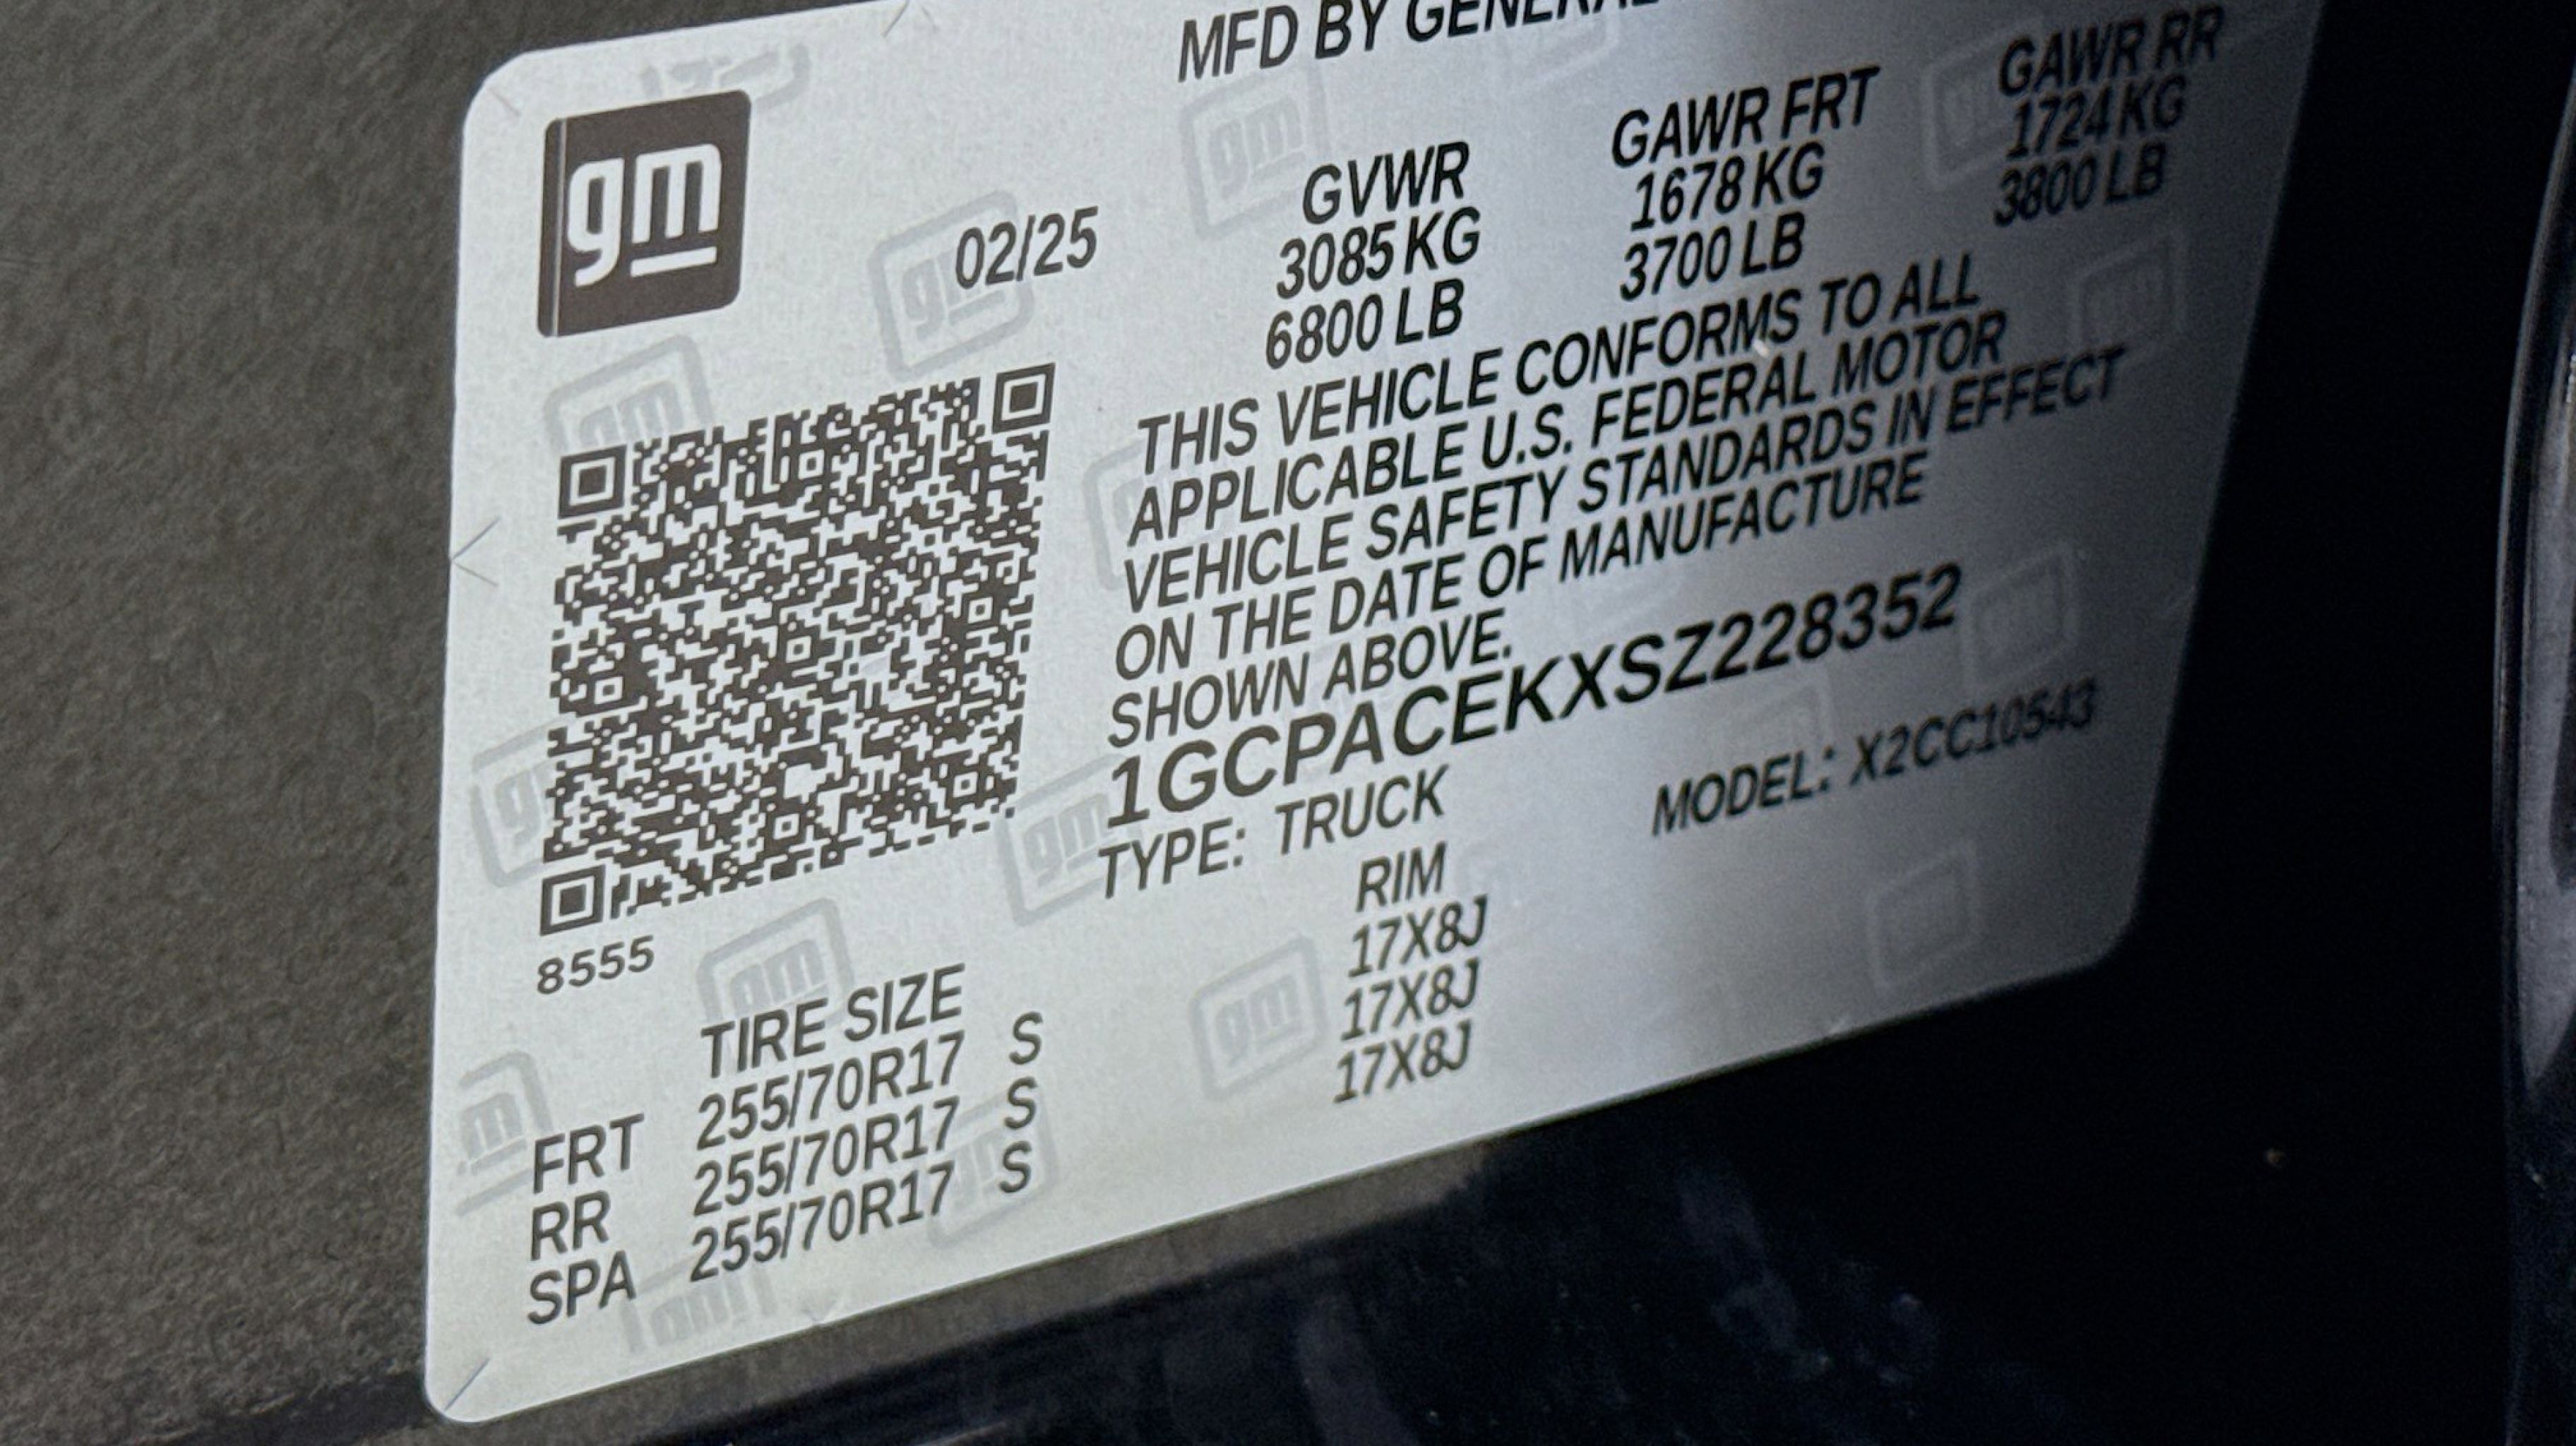 MFD BY GENERAL
gm
GVWR GAWR FRT GAWR RR
02/25 3085 KG 1678 KG 1724 KG
6800 LB 3700 LB 3800 LB
THIS VEHICLE CONFORMS TO ALL
APPLICABLE U.S. FEDERAL MOTOR
VEHICLE SAFETY STANDARDS IN EFFECT
ON THE DATE OF MANUFACTURE
SHOWN ABOVE.
1GCPACEKXSZ228352
TYPE: TRUCK MODEL: X2CC10543
8555
TIRE SIZE RIM
FRT 255/70R17 S 17X8J
RR 255/70R17 S 17X8J
SPA 255/70R17 S 17X8J